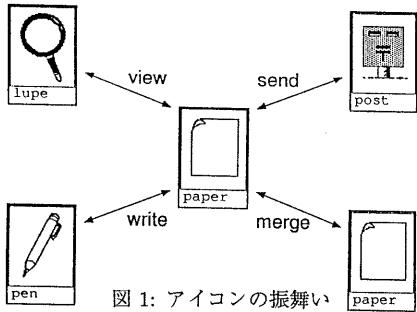 lupe
view
send
post
paper
write
merge
pen
図 1: アイコンの振舞い
paper